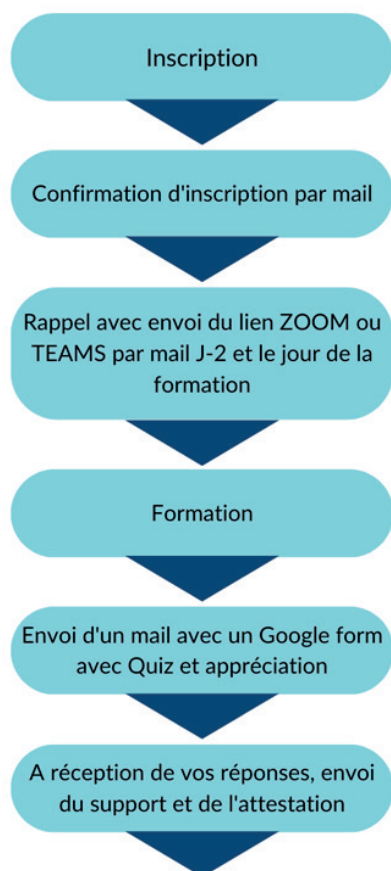 Inscription
Confirmation d'inscription par mail
Rappel avec envoi du lien ZOOM ou
TEAMS par mail J-2 et le jour de la
formation
Formation
Envoi d'un mail avec un Google form
avec Quiz et appréciation
A réception de vos réponses, envoi
du support et de l'attestation